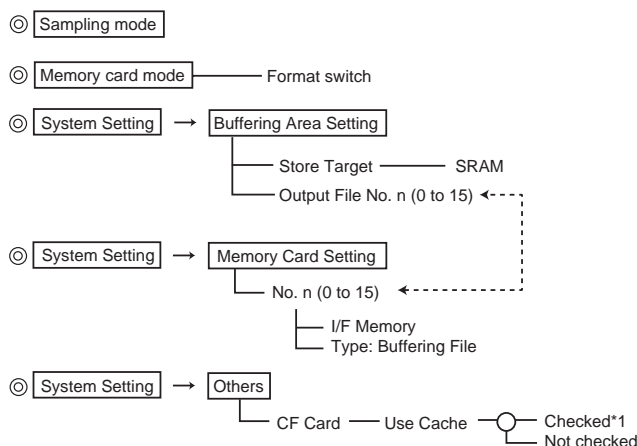 ◎ Sampling mode
◎ Memory card mode Format switch
◎ System Setting → Buffering Area Setting
Store Target SRAM
Output File No. n (0 to 15)
◎ System Setting → Memory Card Setting
No. n (0 to 15)
I/F Memory
Type: Buffering File
◎ System Setting → Others
CF Card Use Cache Checked*1
Not checked